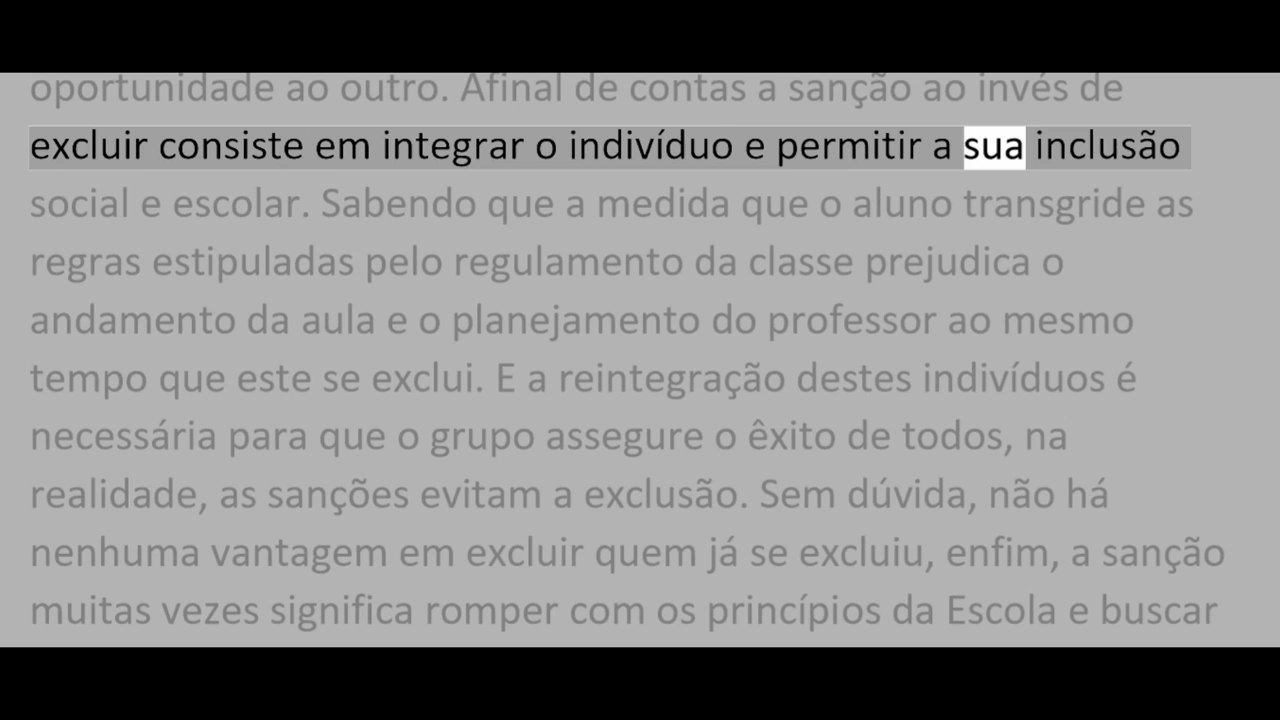 oportunidade ao outro. Afinal de contas a sanção ao invés de
excluir consiste em integrar o indivíduo e permitir a sua inclusão
social e escolar. Sabendo que a medida que o aluno transgride as
regras estipuladas pelo regulamento da classe prejudica o
andamento da aula e o planejamento do professor ao mesmo
tempo que este se exclui. E a reintegração destes indivíduos é
necessária para que o grupo assegure o êxito de todos, na
realidade, as sanções evitam a exclusão. Sem dúvida, não há
nenhuma vantagem em excluir quem já se excluiu, enfim, a sanção
muitas vezes significa romper com os princípios da Escola e buscar